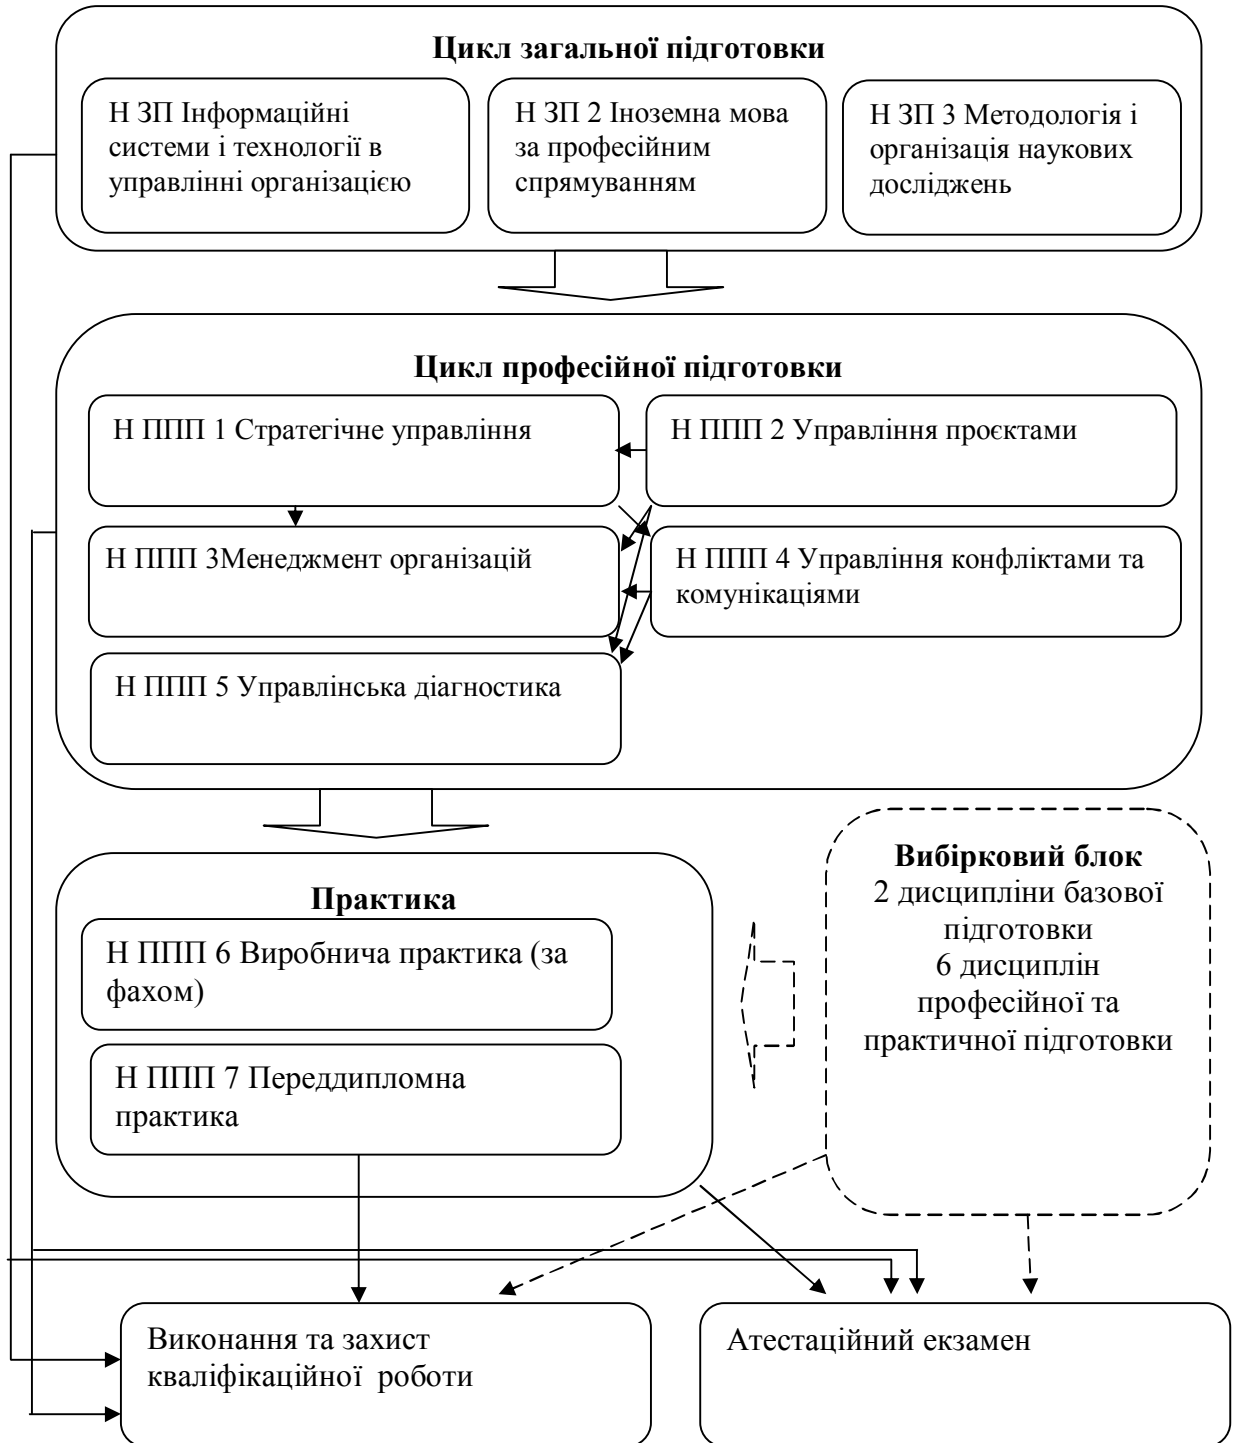 Цикл загальної підготовки
Н ЗП Інформаційні
системи і технології в
управлінні організацією
Н ЗП 2 Іноземна мова
за професійним
спрямуванням
Н ЗП 3 Методологія і
організація наукових
досліджень
Цикл професійної підготовки
Н ППП 1 Стратегічне управління
Н ППП 2 Управління проєктами
Н ППП 3Менеджмент організацій
Н ППП 4 Управління конфліктами та
комунікаціями
Н ППП 5 Управлінська діагностика
Практика
Н ППП 6 Виробнича практика (за
фахом)
Н ППП 7 Переддипломна
практика
Вибірковий блок
2 дисципліни базової
підготовки
6 дисциплін
професійної та
практичної підготовки
Виконання та захист
кваліфікаційної роботи
Атестаційний екзамен